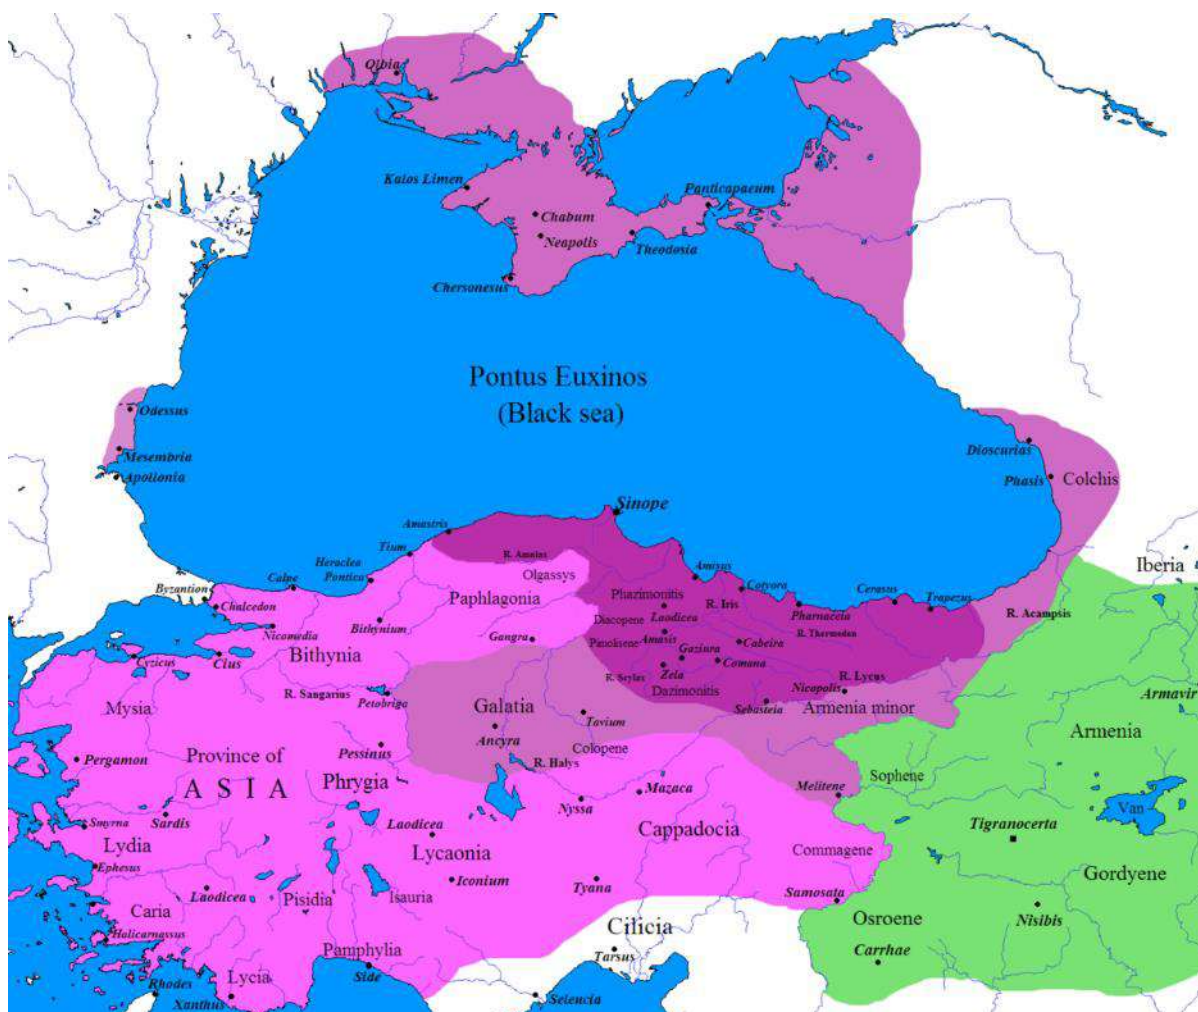 Olbia
Kalos Limen
Panticapaeum
Chabum
Neapolis
Theodosia
Chersonesus
Pontus Euxinos
(Black sea)
Odessus
Mesembria
Apollonia
Dioscurias
Phasis
Colchis
Sinope
Amastris
Tium
R. Amnias
Heraclea
Pontica
Calpe
Olgassys
Amisus
Cotyora
Cerasus
Trapezus
Iberia
Byzantion
Chalcedon
Paphlagonia
Phazimonitis
R. Iris
Pharnaccia
R. Acampsis
Laodicea
Diacopene
Bithynium
Nicomedia
Gangra
Amasis
R. Thermodon
Pimolisene
Cabeira
Gaziura
Comana
Cyzicus
Cius
Bithynia
Zela
R. Scylax
R. Lycus
Dazimonitis
Nicopolis
R. Sangarius
Petobriga
Armavir
Mysia
Galatia
Tavium
Sebasteia
Armenia minor
Ancyra
Armenia
Colopene
Pergamon
Province of
A S I A
Pessinus
R. Halys
Phrygia
Sophene
Melitene
Mazaca
Nyssa
Van
Smyrna
Sardis
Laodicea
Cappadocia
Tigranocerta
Lydia
Lycaonia
Commagene
Ephesus
Gordyene
Laodicea
Pisidia
Isauria
Iconium
Tyana
Samosata
Caria
Osroene
Nisibis
Halicarnassus
Cilicia
Pamphylia
Tarsus
Carrhae
Lycia
Side
Rhodes
Xanthus
Seleucia